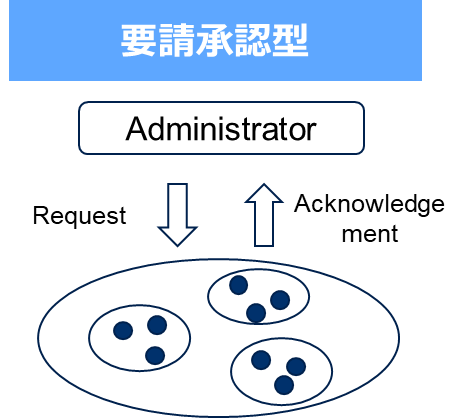 要請承認型
Administrator
Request
Acknowledge
ment